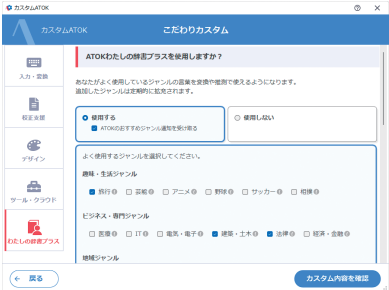 カスタムATOK
カスタムATOK
こだわりカスタム
入力・変換
校正支援
デザイン
ツール・クラウド
わたしの辞書プラス
ATOKわたしの辞書プラスを使用しますか？
あなたがよく使用しているジャンルの言葉を変換や推測で使えるようになります。
追加したジャンルは定期的に拡充されます。
使用する
ATOKのおすすめジャンル通知を受け取る
使用しない
よく使用するジャンルを選択してください。
趣味・生活ジャンル
旅行 芸能 アニメ 野球 サッカー 相撲
ビジネス・専門ジャンル
医療 IT 電気・電子 建築・土木 法律 経済・金融
地域ジャンル
戻る
カスタム内容を確認